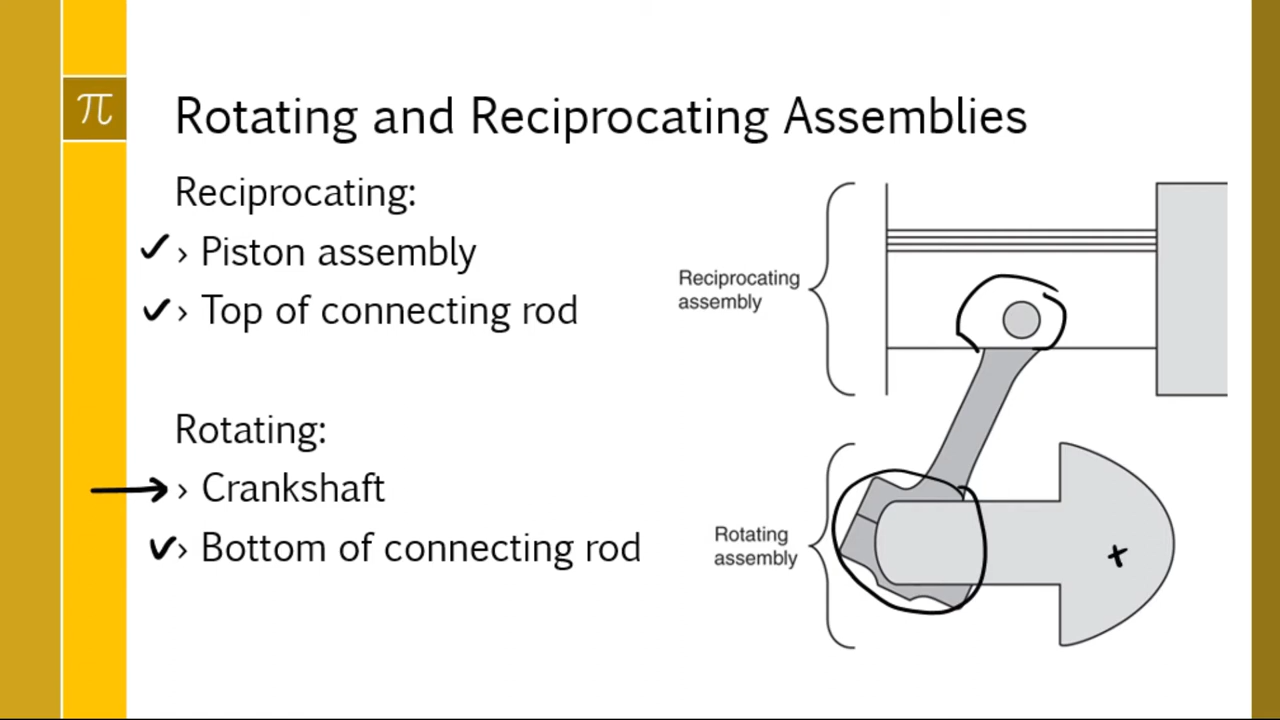 π
Rotating and Reciprocating Assemblies
Reciprocating:
› Piston assembly
› Top of connecting rod
Rotating:
› Crankshaft
› Bottom of connecting rod
Reciprocating
assembly
Rotating
assembly